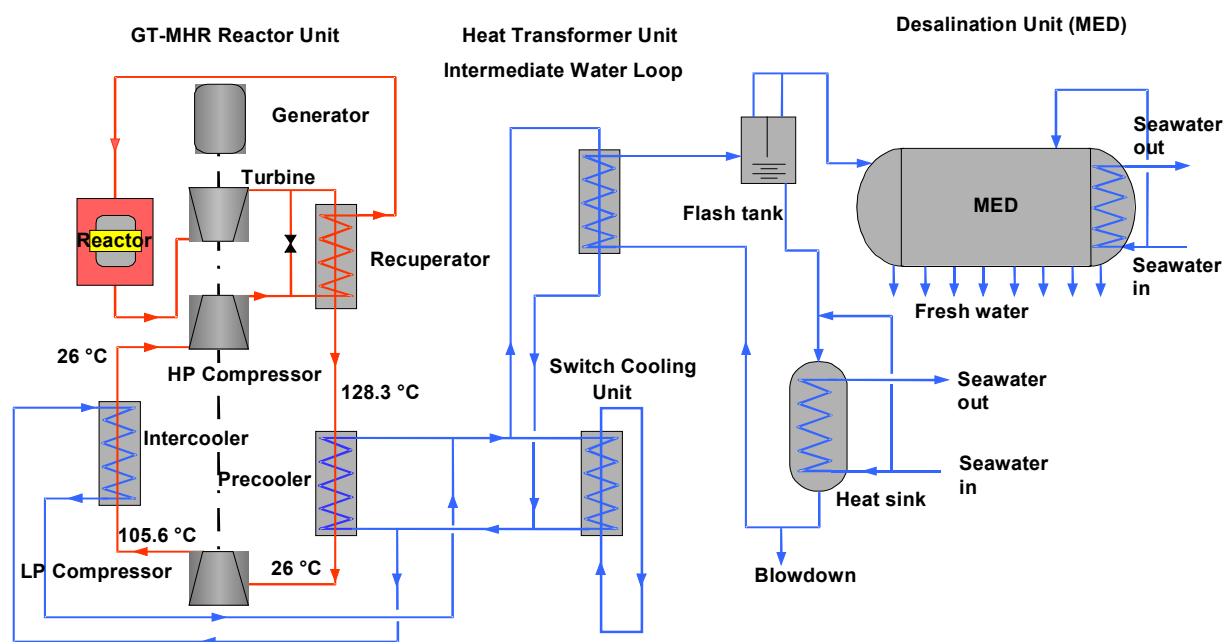 GT-MHR Reactor Unit
Heat Transformer Unit
Intermediate Water Loop
Desalination Unit (MED)
Generator
Turbine
Reactor
Recuperator
HP Compressor
26 °C
128.3 °C
Intercooler
Precooler
105.6 °C
LP Compressor
26 °C
Switch Cooling
Unit
Flash tank
MED
Seawater
out
Seawater
in
Fresh water
Seawater
out
Seawater
in
Heat sink
Blowdown